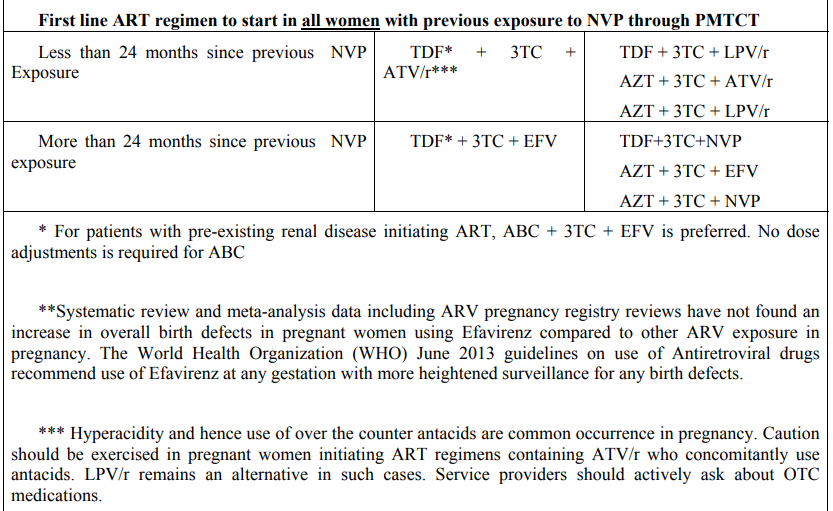 First line ART regimen to start in all women with previous exposure to NVP through PMTCT
Less than 24 months since previous NVP
Exposure
TDF* + 3TC +
ATV/r***
TDF + 3TC + LPV/r
AZT + 3TC + ATV/r
AZT + 3TC + LPV/r
More than 24 months since previous NVP
exposure
TDF* + 3TC + EFV
TDF+3TC+NVP
AZT + 3TC + EFV
AZT + 3TC + NVP
* For patients with pre-existing renal disease initiating ART, ABC + 3TC + EFV is preferred. No dose
adjustments is required for ABC
**Systematic review and meta-analysis data including ARV pregnancy registry reviews have not found an
increase in overall birth defects in pregnant women using Efavirenz compared to other ARV exposure in
pregnancy. The World Health Organization (WHO) June 2013 guidelines on use of Antiretroviral drugs
recommend use of Efavirenz at any gestation with more heightened surveillance for any birth defects.
*** Hyperacidity and hence use of over the counter antacids are common occurrence in pregnancy. Caution
should be exercised in pregnant women initiating ART regimens containing ATV/r who concomitantly use
antacids. LPV/r remains an alternative in such cases. Service providers should actively ask about OTC
medications.